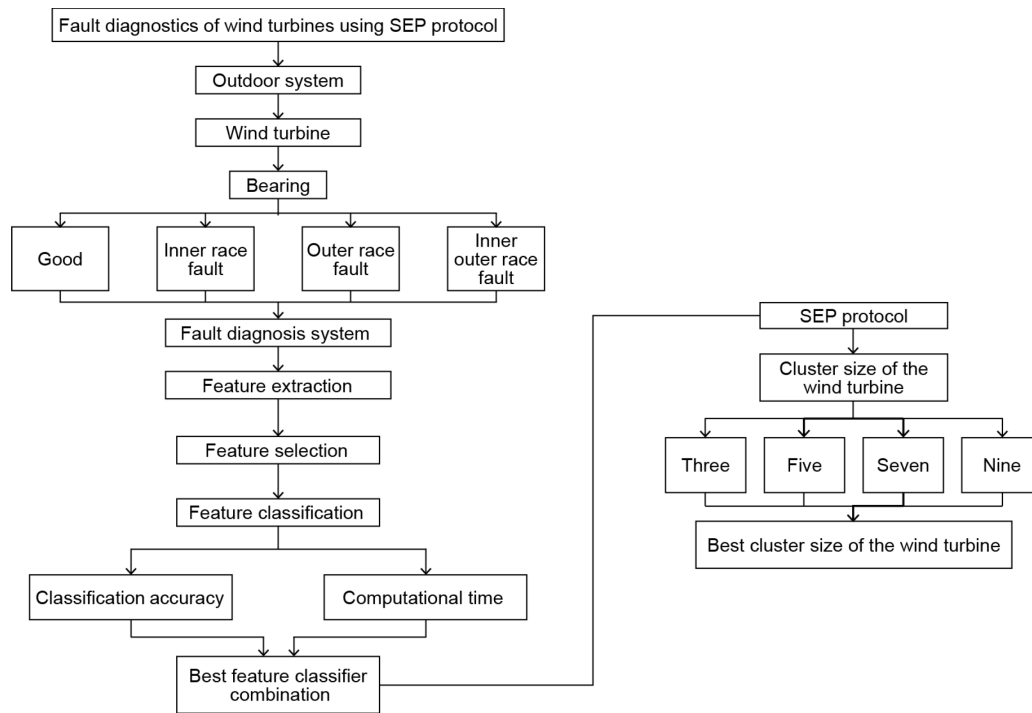 Fault diagnostics of wind turbines using SEP protocol
Outdoor system
Wind turbine
Bearing
Good
Inner race
fault
Outer race
fault
Inner
outer race
fault
Fault diagnosis system
Feature extraction
Feature selection
Feature classification
Classification accuracy
Computational time
Best feature classifier
combination
SEP protocol
Cluster size of the
wind turbine
Three
Five
Seven
Nine
Best cluster size of the wind turbine